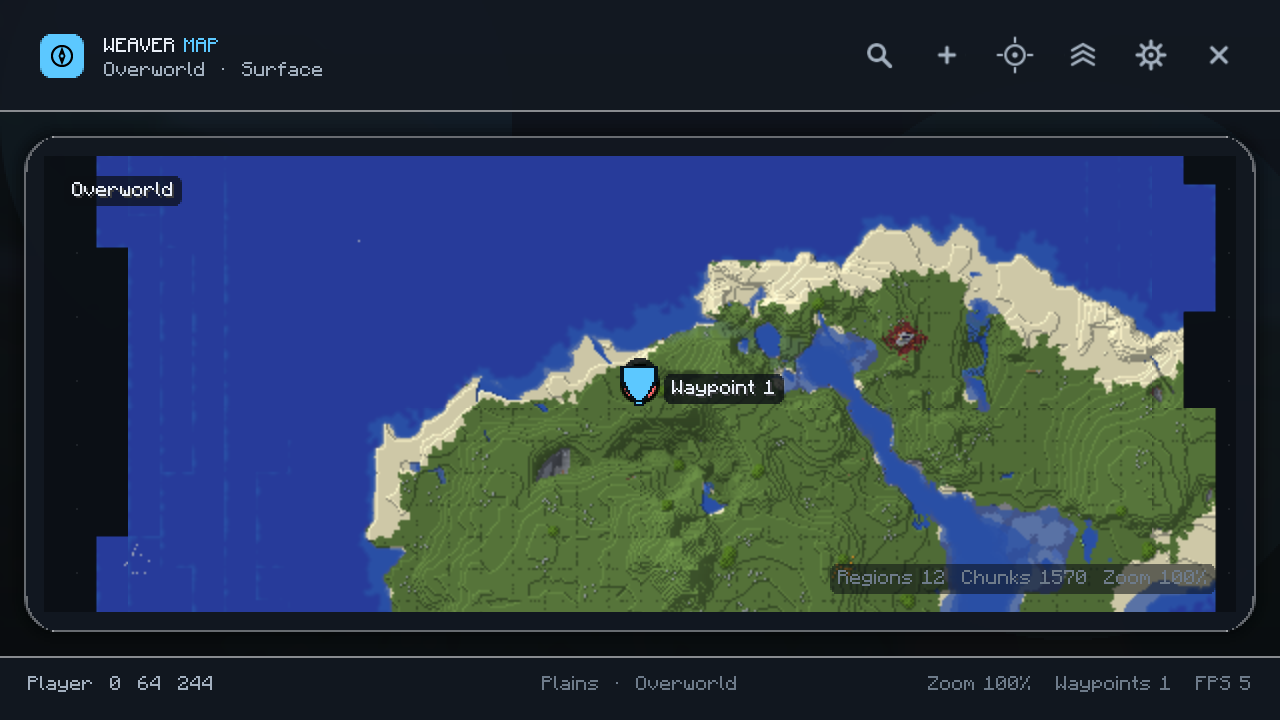 WEAVER MAP
Overworld · Surface
Overworld
Waypoint 1
Regions 12 Chunks 1570 Zoom 100%
Player 0 64 244
Plains · Overworld
Zoom 100% Waypoints 1 FPS 5